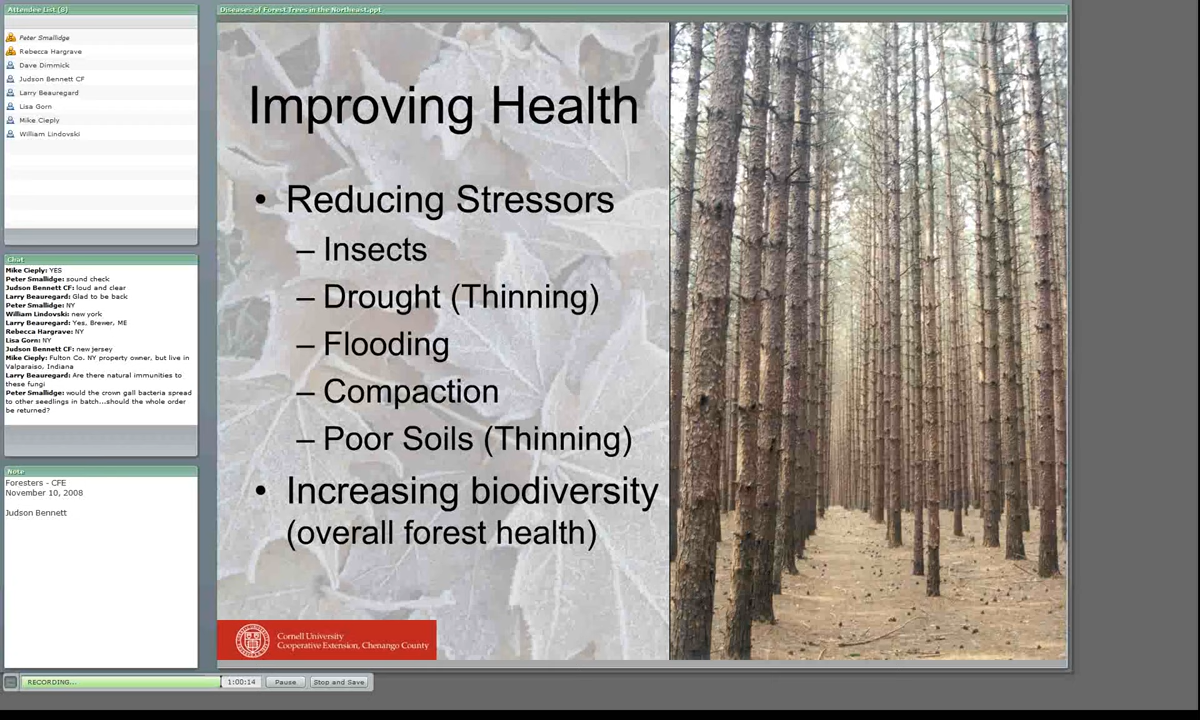 Attendee List (8)
Peter Smallidge
Rebecca Hargrave
Dave Dimmick
Judson Bennett CF
Larry Beauregard
Lisa Gorn
Mike Cieply
William Lindovski
Chat
Mike Cieply: YES
Peter Smallidge: sound check
Judson Bennett CF: loud and clear
Larry Beauregard: Glad to be back
Peter Smallidge: NY
William Lindovski: new york
Larry Beauregard: Yes, Brewer, ME
Rebecca Hargrave: NY
Lisa Gorn: NY
Judson Bennett CF: new jersey
Mike Cieply: Fulton Co. NY property owner, but live in
Valparaiso, Indiana
Larry Beauregard: Are there natural immunities to
these fungi
Peter Smallidge: would the crown gall bacteria spread
to other seedlings in batch...should the whole order
be returned?
Note
Foresters - CFE
November 10, 2008
Judson Bennett
Diseases of Forest Trees in the Northeast.ppt
Improving Health
• Reducing Stressors
– Insects
– Drought (Thinning)
– Flooding
– Compaction
– Poor Soils (Thinning)
• Increasing biodiversity
(overall forest health)
Cornell University
Cooperative Extension, Chenango County
RECORDING...
1:00:14
Pause
Stop and Save